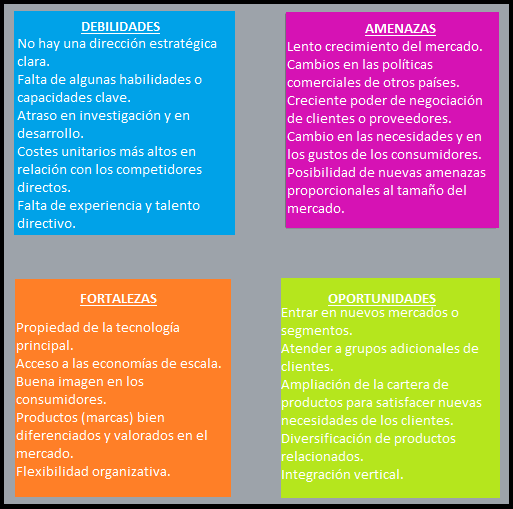 DEBILIDADES
No hay una dirección estratégica
clara.
Falta de algunas habilidades o
capacidades clave.
Atraso en investigación y en
desarrollo.
Costes unitarios más altos en
relación con los competidores
directos.
Falta de experiencia y talento
directivo.
AMENAZAS
Lento crecimiento del mercado.
Cambios en las políticas
comerciales de otros países.
Creciente poder de negociación
de clientes o proveedores.
Cambio en las necesidades y en
los gustos de los consumidores.
Posibilidad de nuevas amenazas
proporcionales al tamaño del
mercado.
FORTALEZAS
Propiedad de la tecnología
principal.
Acceso a las economías de escala.
Buena imagen en los
consumidores.
Productos (marcas) bien
diferenciados y valorados en el
mercado.
Flexibilidad organizativa.
OPORTUNIDADES
Entrar en nuevos mercados o
segmentos.
Atender a grupos adicionales de
clientes.
Ampliación de la cartera de
productos para satisfacer nuevas
necesidades de los clientes.
Diversificación de productos
relacionados.
Integración vertical.